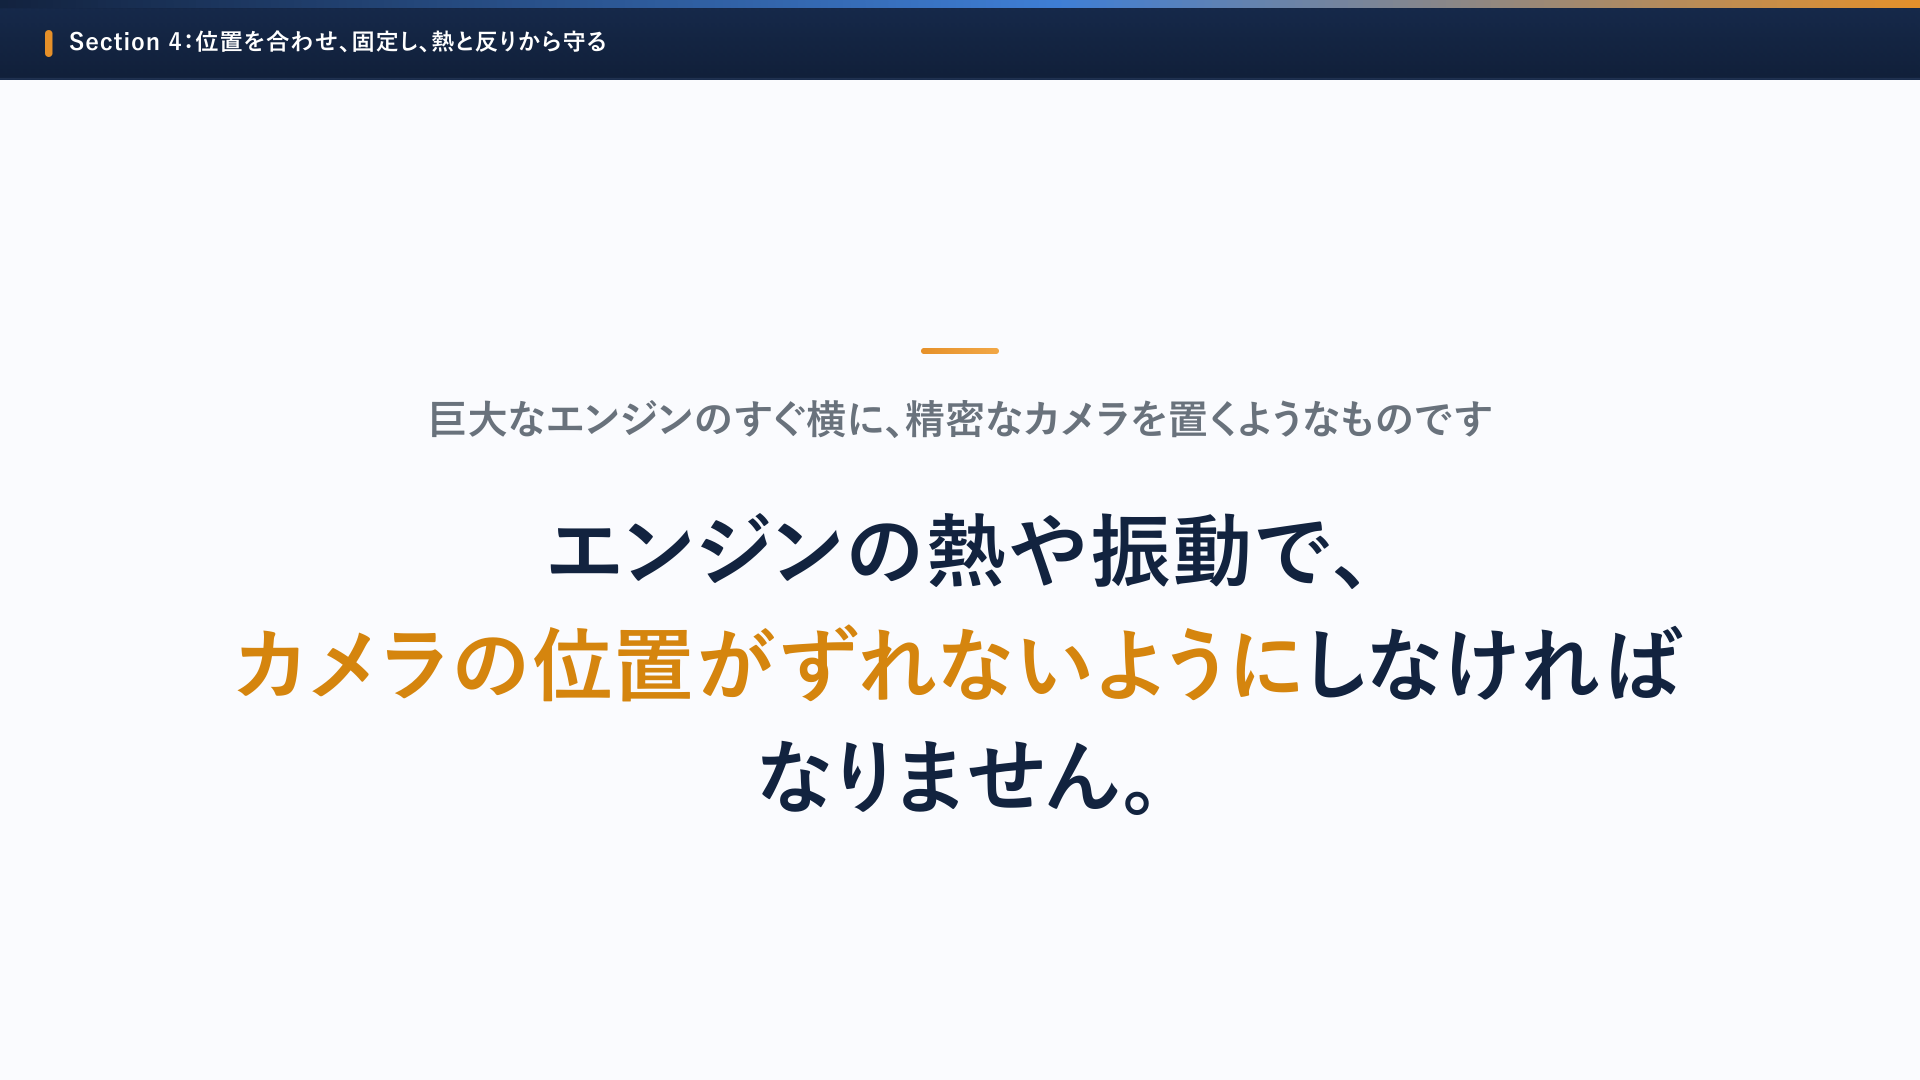 Section 4：位置を合わせ、固定し、熱と反りから守る
巨大なエンジンのすぐ横に、精密なカメラを置くようなものです
エンジンの熱や振動で、
カメラの位置がずれないようにしなければ
なりません。